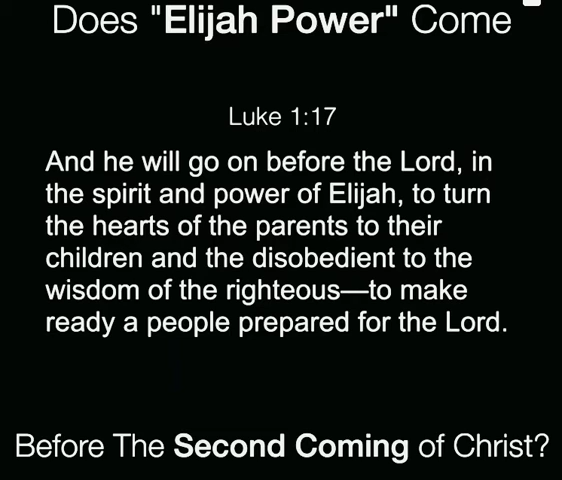 Does "Elijah Power" Come
Luke 1:17
And he will go on before the Lord, in
the spirit and power of Elijah, to turn
the hearts of the parents to their
children and the disobedient to the
wisdom of the righteous—to make
ready a people prepared for the Lord.
Before The Second Coming of Christ?